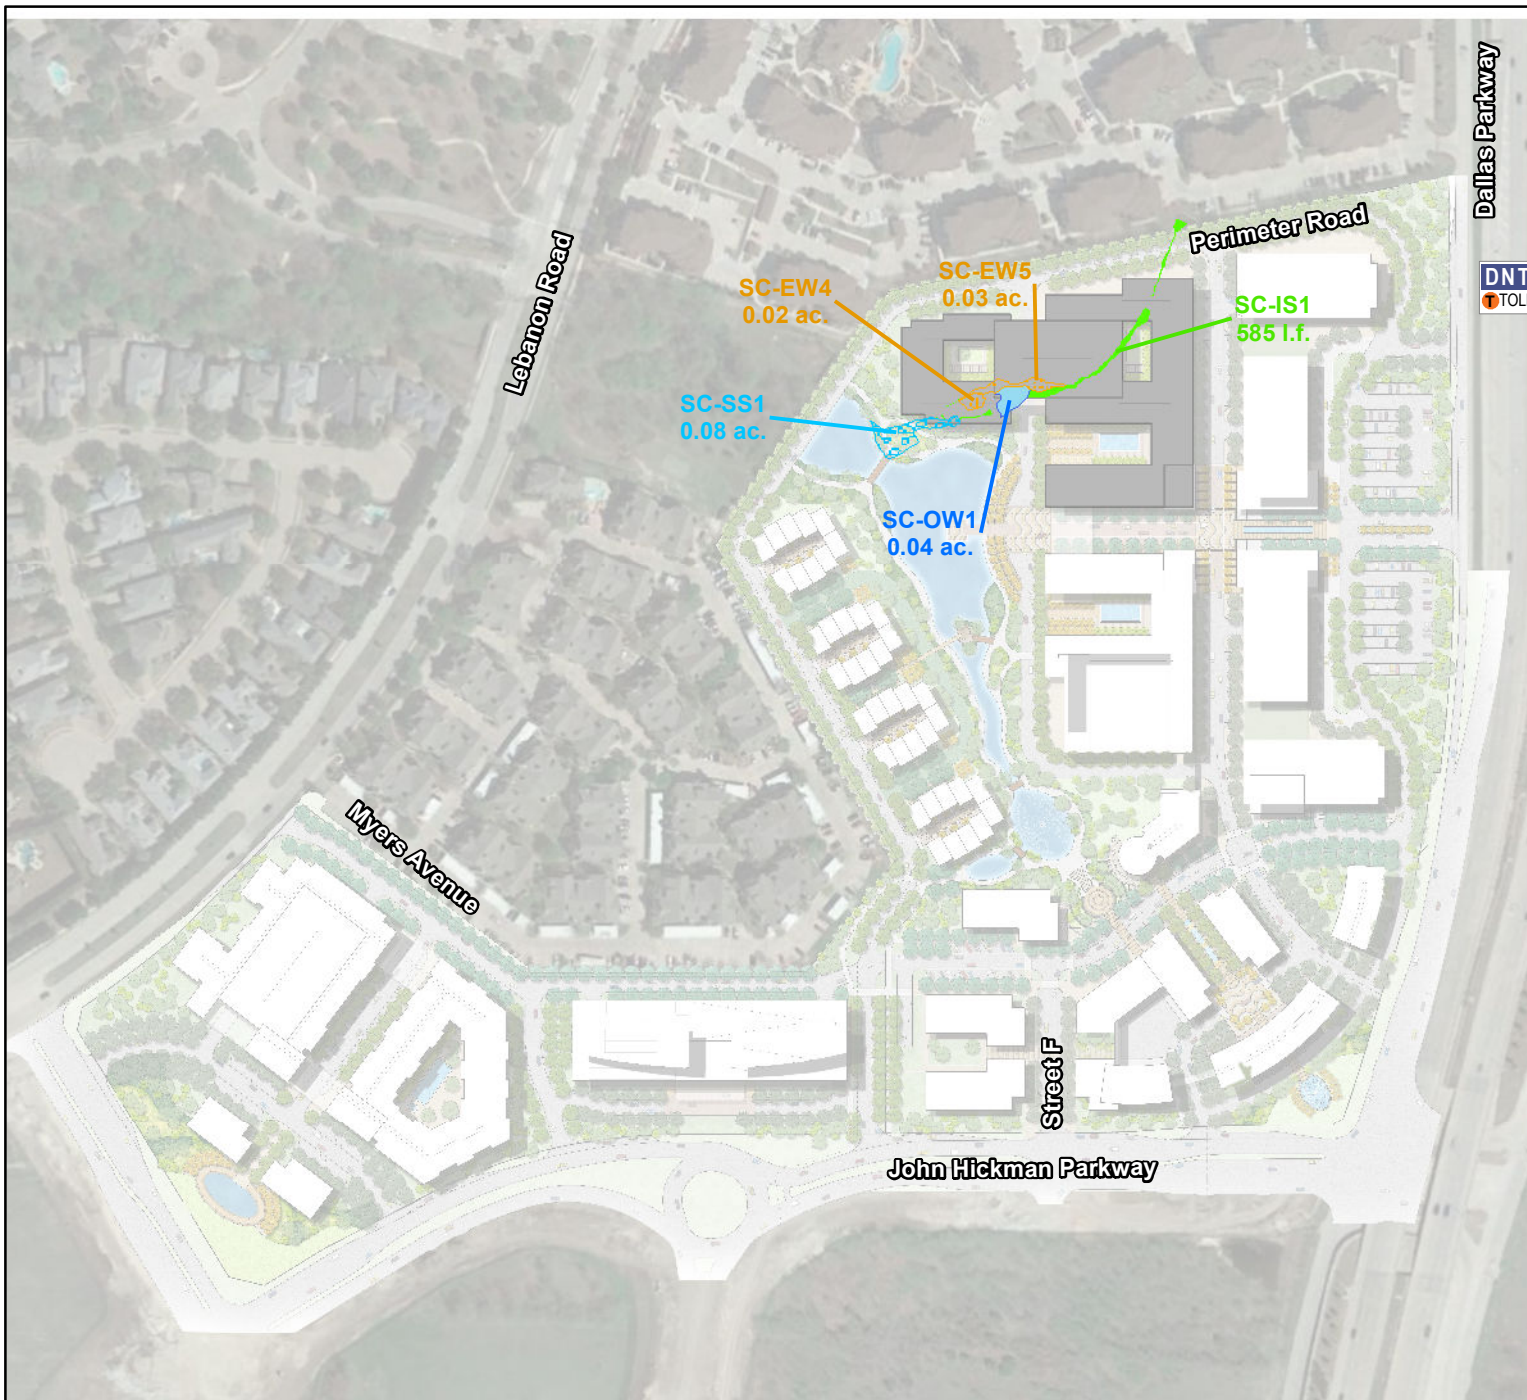 Dallas Parkway
Perimeter Road
DNT
T TOL
Lebanon Road
SC-EW4
0.02 ac.
SC-EW5
0.03 ac.
SC-IS1
585 l.f.
SC-SS1
0.08 ac.
SC-OW1
0.04 ac.
Myers Avenue
Street F
John Hickman Parkway